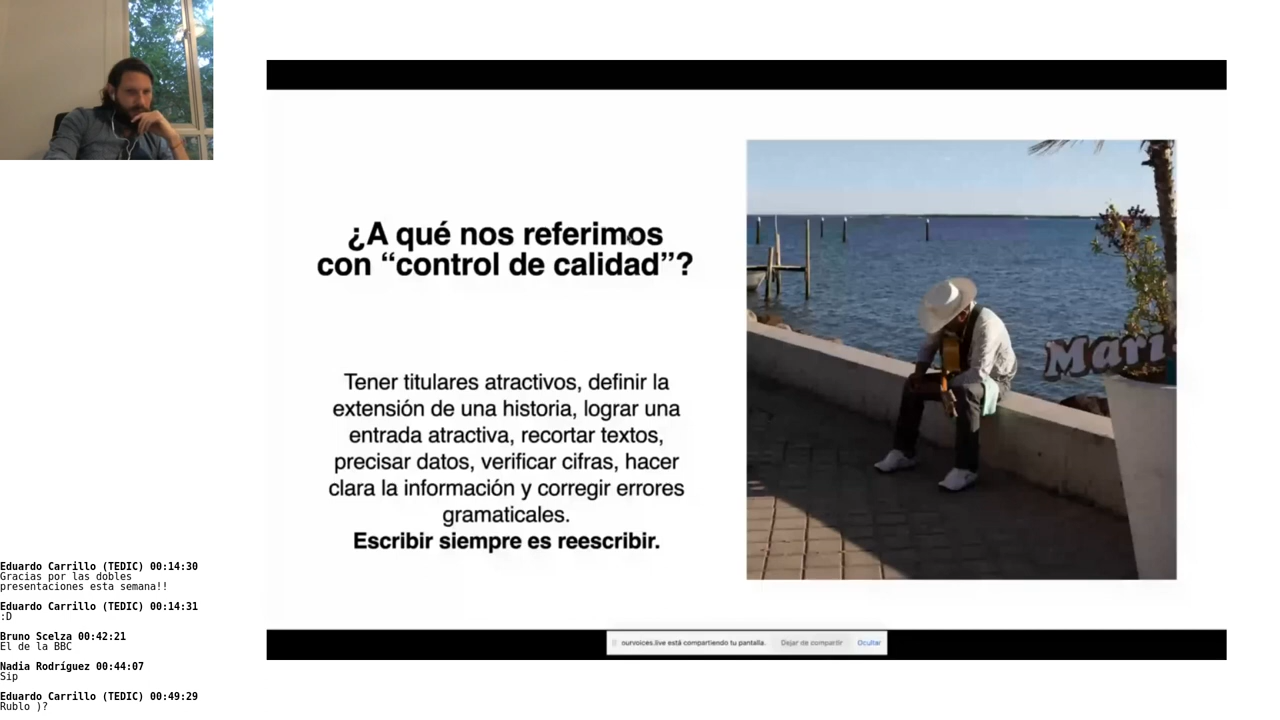 ¿A qué nos referimos
con “control de calidad”?
Tener titulares atractivos, definir la
extensión de una historia, lograr una
entrada atractiva, recortar textos,
precisar datos, verificar cifras, hacer
clara la información y corregir errores
gramaticales.
Escribir siempre es reescribir.
Mari
ourvoices.live está compartiendo tu pantalla.
Dejar de compartir
Ocultar
Eduardo Carrillo (TEDIC) 00:14:30
Gracias por las dobles
presentaciones esta semana!!
Eduardo Carrillo (TEDIC) 00:14:31
:D
Bruno Scelza 00:42:21
El de la BBC
Nadia Rodríguez 00:44:07
Sip
Eduardo Carrillo (TEDIC) 00:49:29
Rublo )?